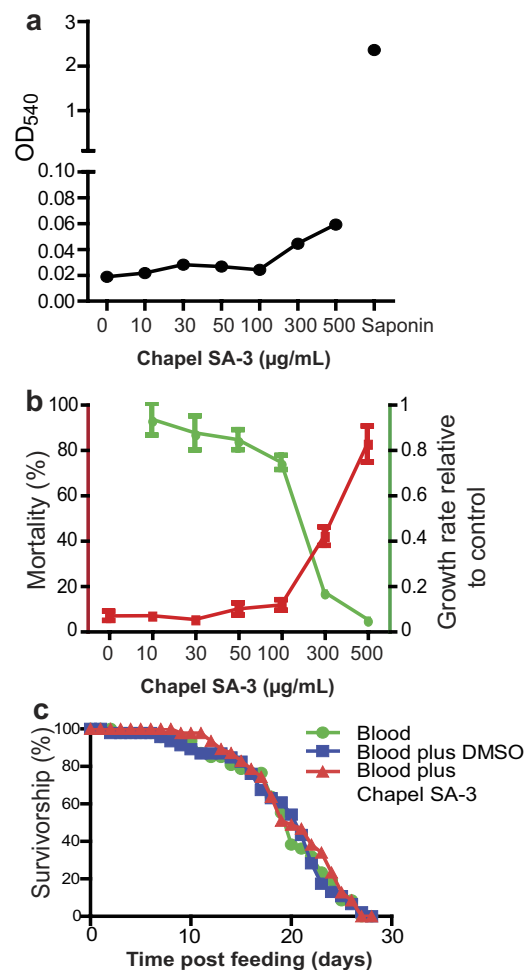 a
OD540
3
2
1
0.10
0.08
0.06
0.04
0.02
0.00
0 10 30 50 100 300 500 Saponin
Chapel SA-3 (µg/mL)
b
Mortality (%)
100
80
60
40
20
0
1
0.8
0.6
0.4
0.2
0
Growth rate relative
to control
0 10 30 50 100 300 500
Chapel SA-3 (µg/mL)
c
Survivorship (%)
100
80
60
40
20
0
Blood
Blood plus DMSO
Blood plus
Chapel SA-3
0 10 20 30
Time post feeding (days)